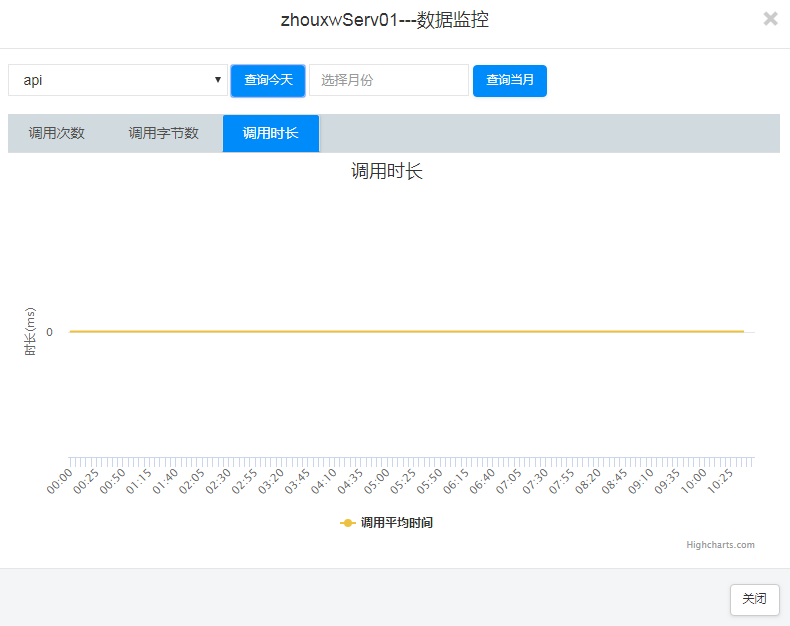 zhouxwServ01---数据监控
×
api ▼ 查询今天 选择月份 查询当月
调用次数 调用字节数 调用时长
调用时长
时长(ms)
0
00:00 00:25 00:50 01:15 01:40 02:05 02:30 02:55 03:20 03:45 04:10 04:35 05:00 05:25 05:50 06:15 06:40 07:05 07:30 07:55 08:20 08:45 09:10 09:35 10:00 10:25
调用平均时间
Highcharts.com
关闭